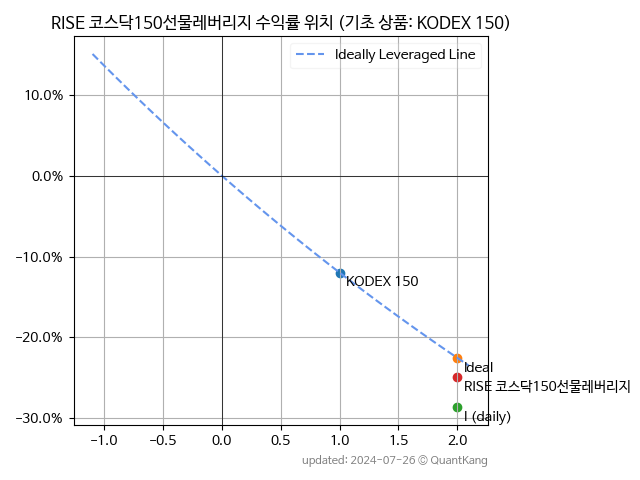 RISE 코스닥150선물레버리지 수익률 위치 (기초 상품: KODEX 150)
Ideally Leveraged Line
10.0%
0.0%
−10.0%
−20.0%
−30.0%
KODEX 150
Ideal
RISE 코스닥150선물레버리지
I (daily)
−1.0 −0.5 0.0 0.5 1.0 1.5 2.0
updated: 2024-07-26 © QuantKang